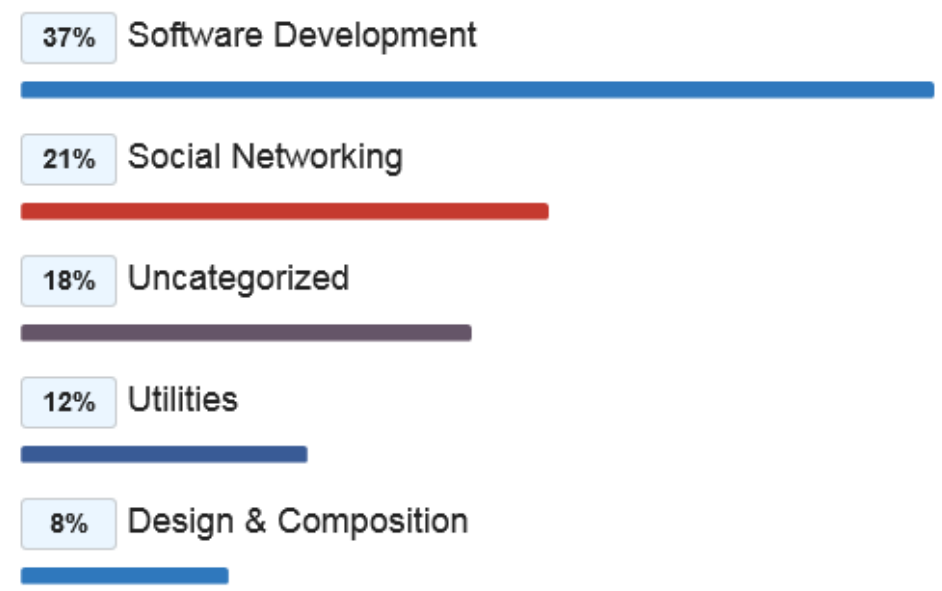 37% Software Development
21% Social Networking
18% Uncategorized
12% Utilities
8% Design & Composition